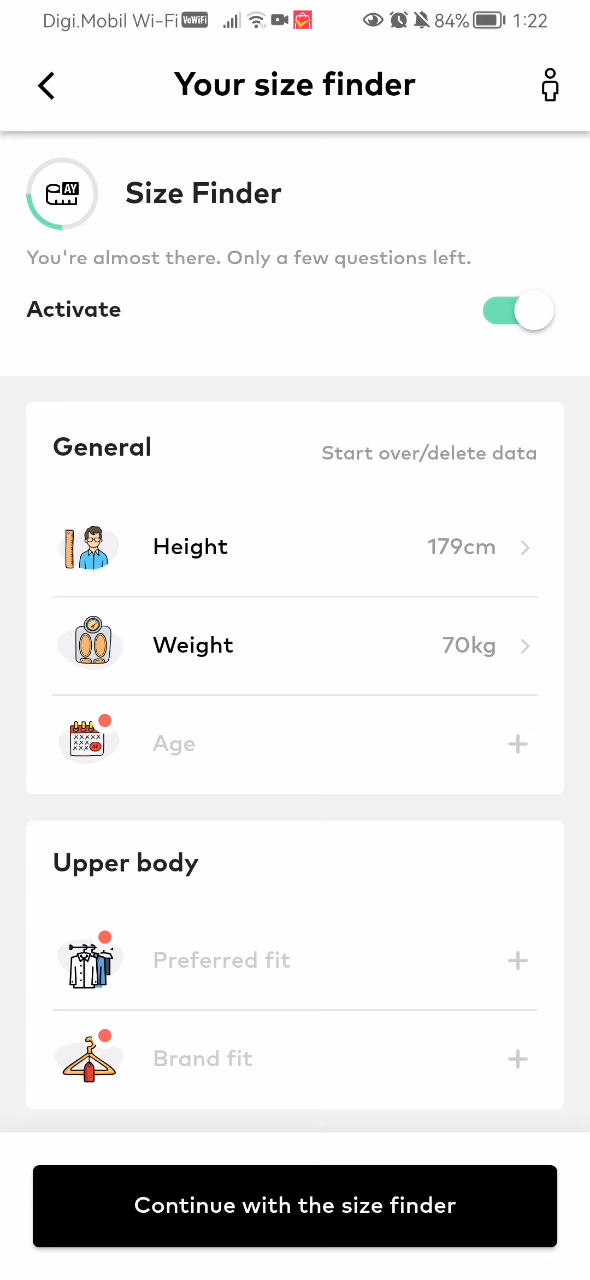 Digi.Mobil Wi-Fi VoWiFi 84% 1:22
Your size finder
AY
Size Finder
You're almost there. Only a few questions left.
Activate
General
Start over/delete data
Height 179cm
Weight 70kg
Age
Upper body
Preferred fit
Brand fit
Continue with the size finder